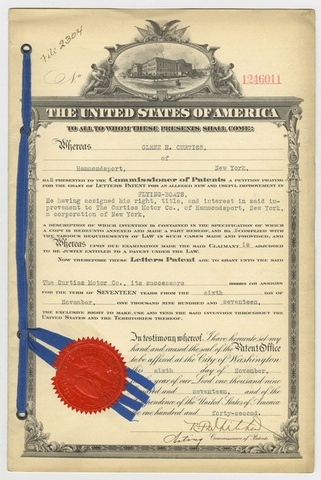 File 2304
No
1246011
THE UNITED STATES OF AMERICA
TO ALL TO WHOM THESE PRESENTS SHALL COME:
Whereas GLENN H. CURTISS,
of
Hammondsport, New York,
HAS PRESENTED TO THE Commissioner of Patents A PETITION PRAYING
FOR THE GRANT OF LETTERS PATENT FOR AN ALLEGED NEW AND USEFUL IMPROVEMENT IN
FLYING-BOATS,
He having assigned his right, title, and interest in said im-
provement to The Curtiss Motor Co., of Hammondsport, New York,
a corporation of New York.
A DESCRIPTION OF WHICH INVENTION IS CONTAINED IN THE SPECIFICATION OF WHICH
A COPY IS HEREUNTO ANNEXED AND MADE A PART HEREOF, AND HAS COMPLIED WITH
THE VARIOUS REQUIREMENTS OF LAW IN SUCH CASES MADE AND PROVIDED, AND
Whereas UPON DUE EXAMINATION MADE THE SAID CLAIMANT is ADJUDGED
TO BE JUSTLY ENTITLED TO A PATENT UNDER THE LAW.
NOW THEREFORE THESE Letters Patent ARE TO GRANT UNTO THE SAID
The Curtiss Motor Co., its successors OR ASSIGNS
FOR THE TERM OF SEVENTEEN YEARS FROM THE sixth DAY OF
November, ONE THOUSAND NINE HUNDRED AND seventeen,
THE EXCLUSIVE RIGHT TO MAKE, USE AND VEND THE SAID INVENTION THROUGHOUT THE
UNITED STATES AND THE TERRITORIES THEREOF.
In testimony whereof I have hereunto set my
hand and caused the seal of the Patent Office
to be affixed at the City of Washington
this sixth day of November,
year of our Lord one thousand nine
hundred and seventeen, and of the
Independence of the United States of America
the one hundred and forty-second.
Acting Commissioner of Patents